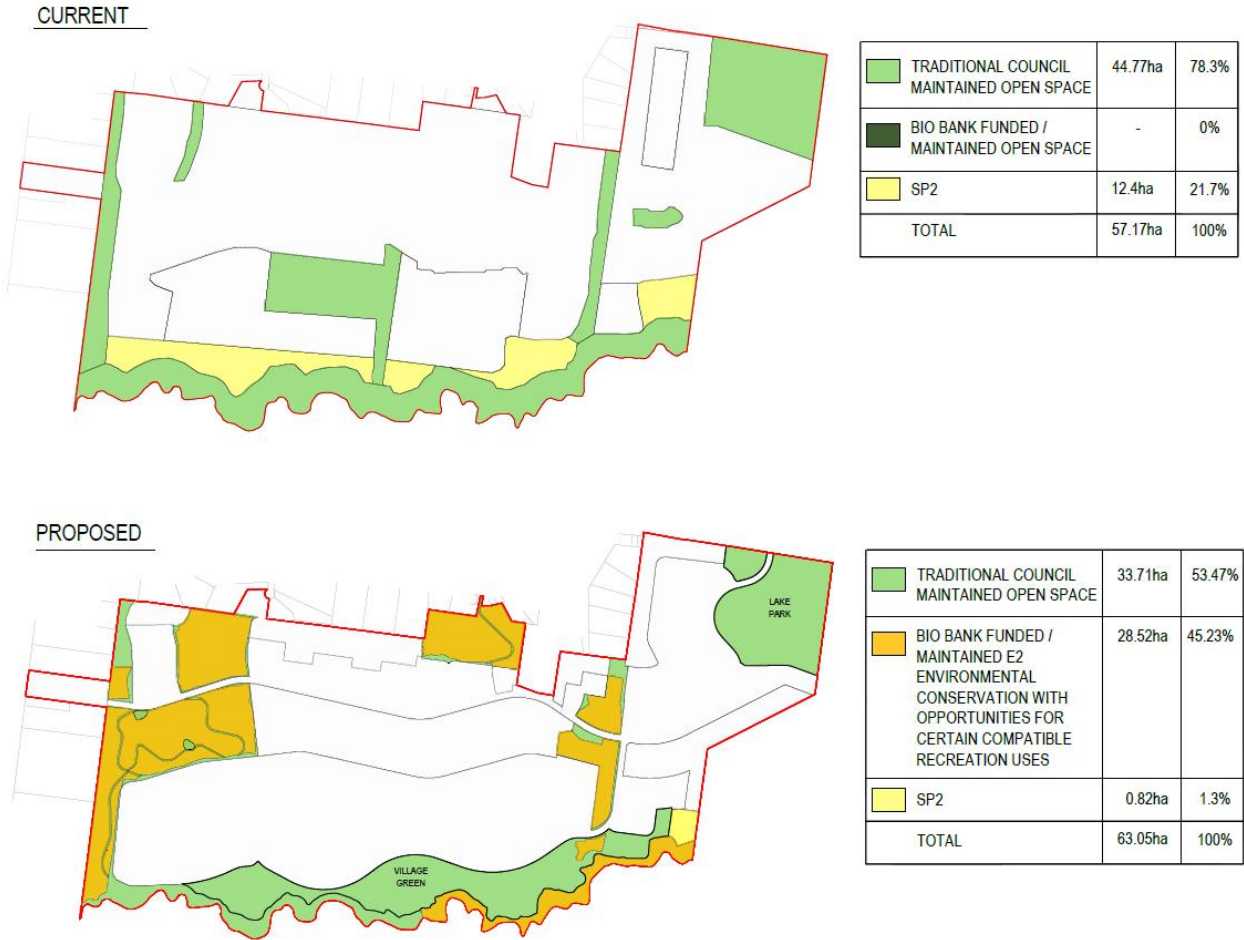 CURRENT
TRADITIONAL COUNCIL 44.77ha 78.3%
MAINTAINED OPEN SPACE
BIO BANK FUNDED / - 0%
MAINTAINED OPEN SPACE
SP2 12.4ha 21.7%
TOTAL 57.17ha 100%
PROPOSED
LAKE
PARK
VILLAGE
GREEN
TRADITIONAL COUNCIL 33.71ha 53.47%
MAINTAINED OPEN SPACE
BIO BANK FUNDED / 28.52ha 45.23%
MAINTAINED E2
ENVIRONMENTAL
CONSERVATION WITH
OPPORTUNITIES FOR
CERTAIN COMPATIBLE
RECREATION USES
SP2 0.82ha 1.3%
TOTAL 63.05ha 100%